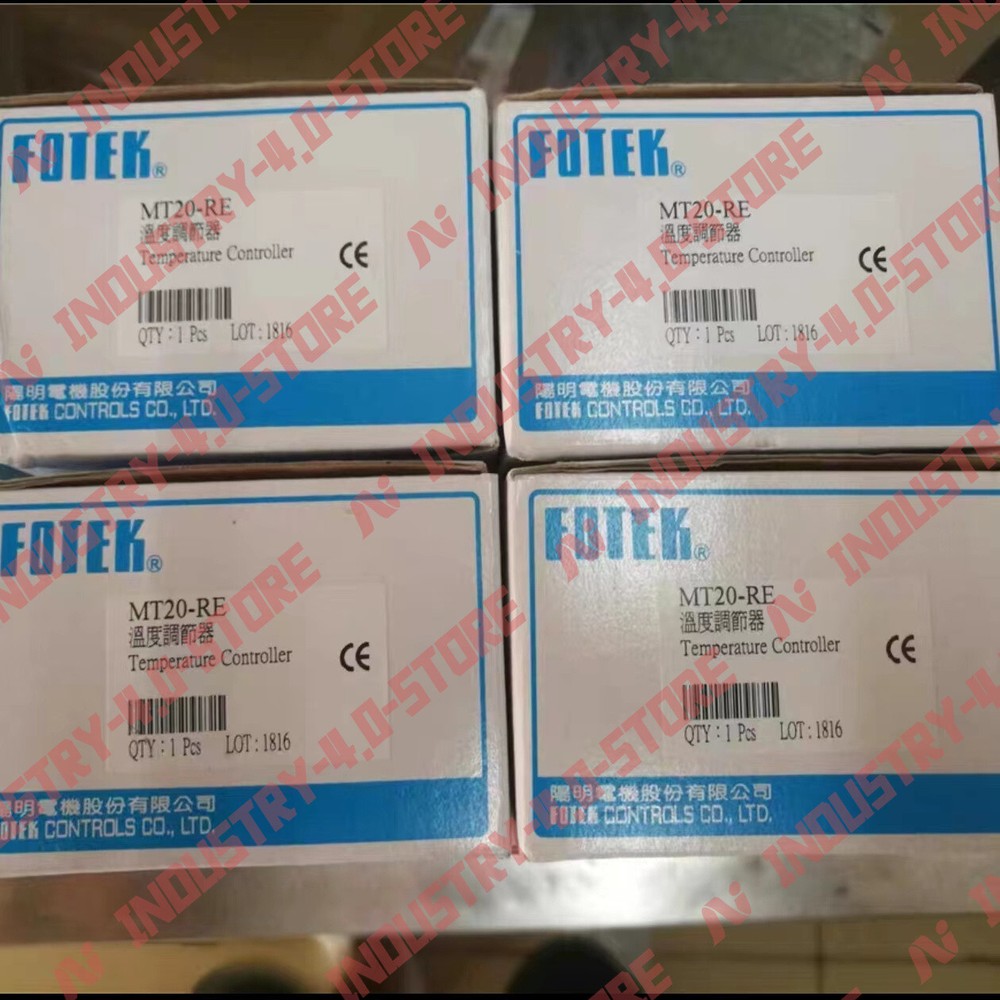 FOTEK®
MT20-RE
溫度調節器
Temperature Controller
CE
QTY : 1 Pcs LOT : 1816
陽明電機股份有限公司
FOTEK CONTROLS CO., LTD.
FOTEK®
MT20-RE
溫度調節器
Temperature Controller
CE
QTY : 1 Pcs LOT : 1816
陽明電機股份有限公司
FOTEK CONTROLS CO., LTD.
FOTEK®
MT20-RE
溫度調節器
Temperature Controller
CE
QTY : 1 Pcs LOT : 1816
陽明電機股份有限公司
FOTEK CONTROLS CO., LTD.
FOTEK®
MT20-RE
溫度調節器
Temperature Controller
CE
QTY : 1 Pcs LOT : 1816
陽明電機股份有限公司
FOTEK CONTROLS CO., LTD.
INDUSTRY-4.0-STORE